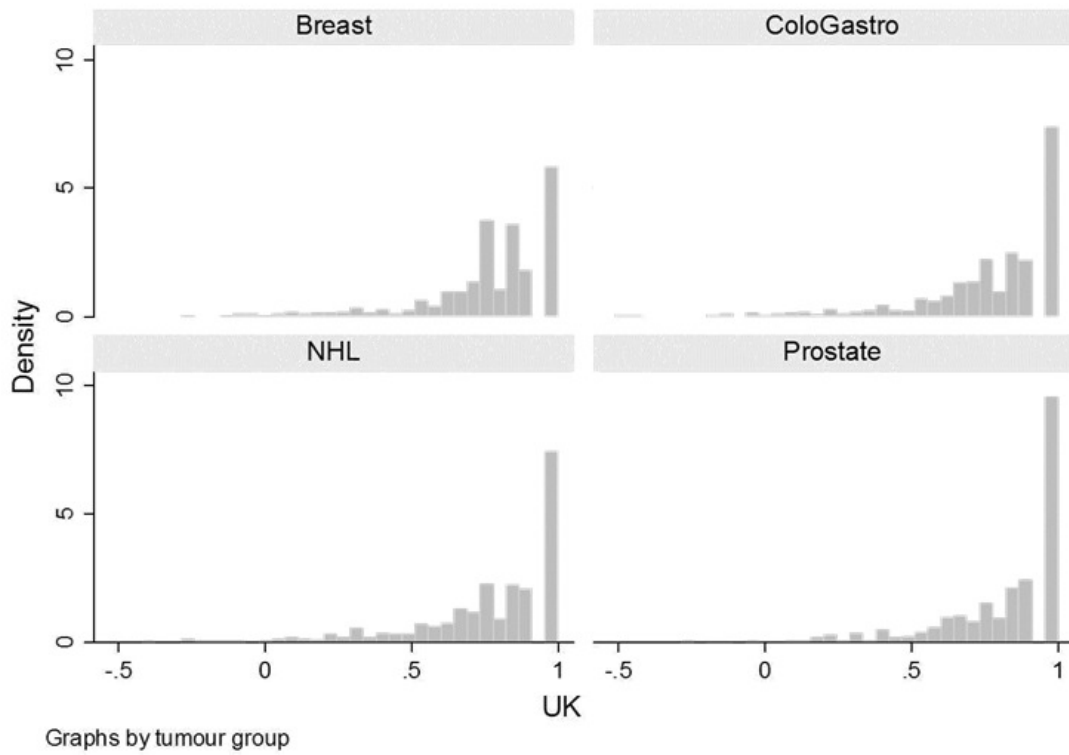 Breast
ColoGastro
10
5
0
NHL
Prostate
10
5
0
Density
-.5 0 .5 1
-.5 0 .5 1
UK
Graphs by tumour group